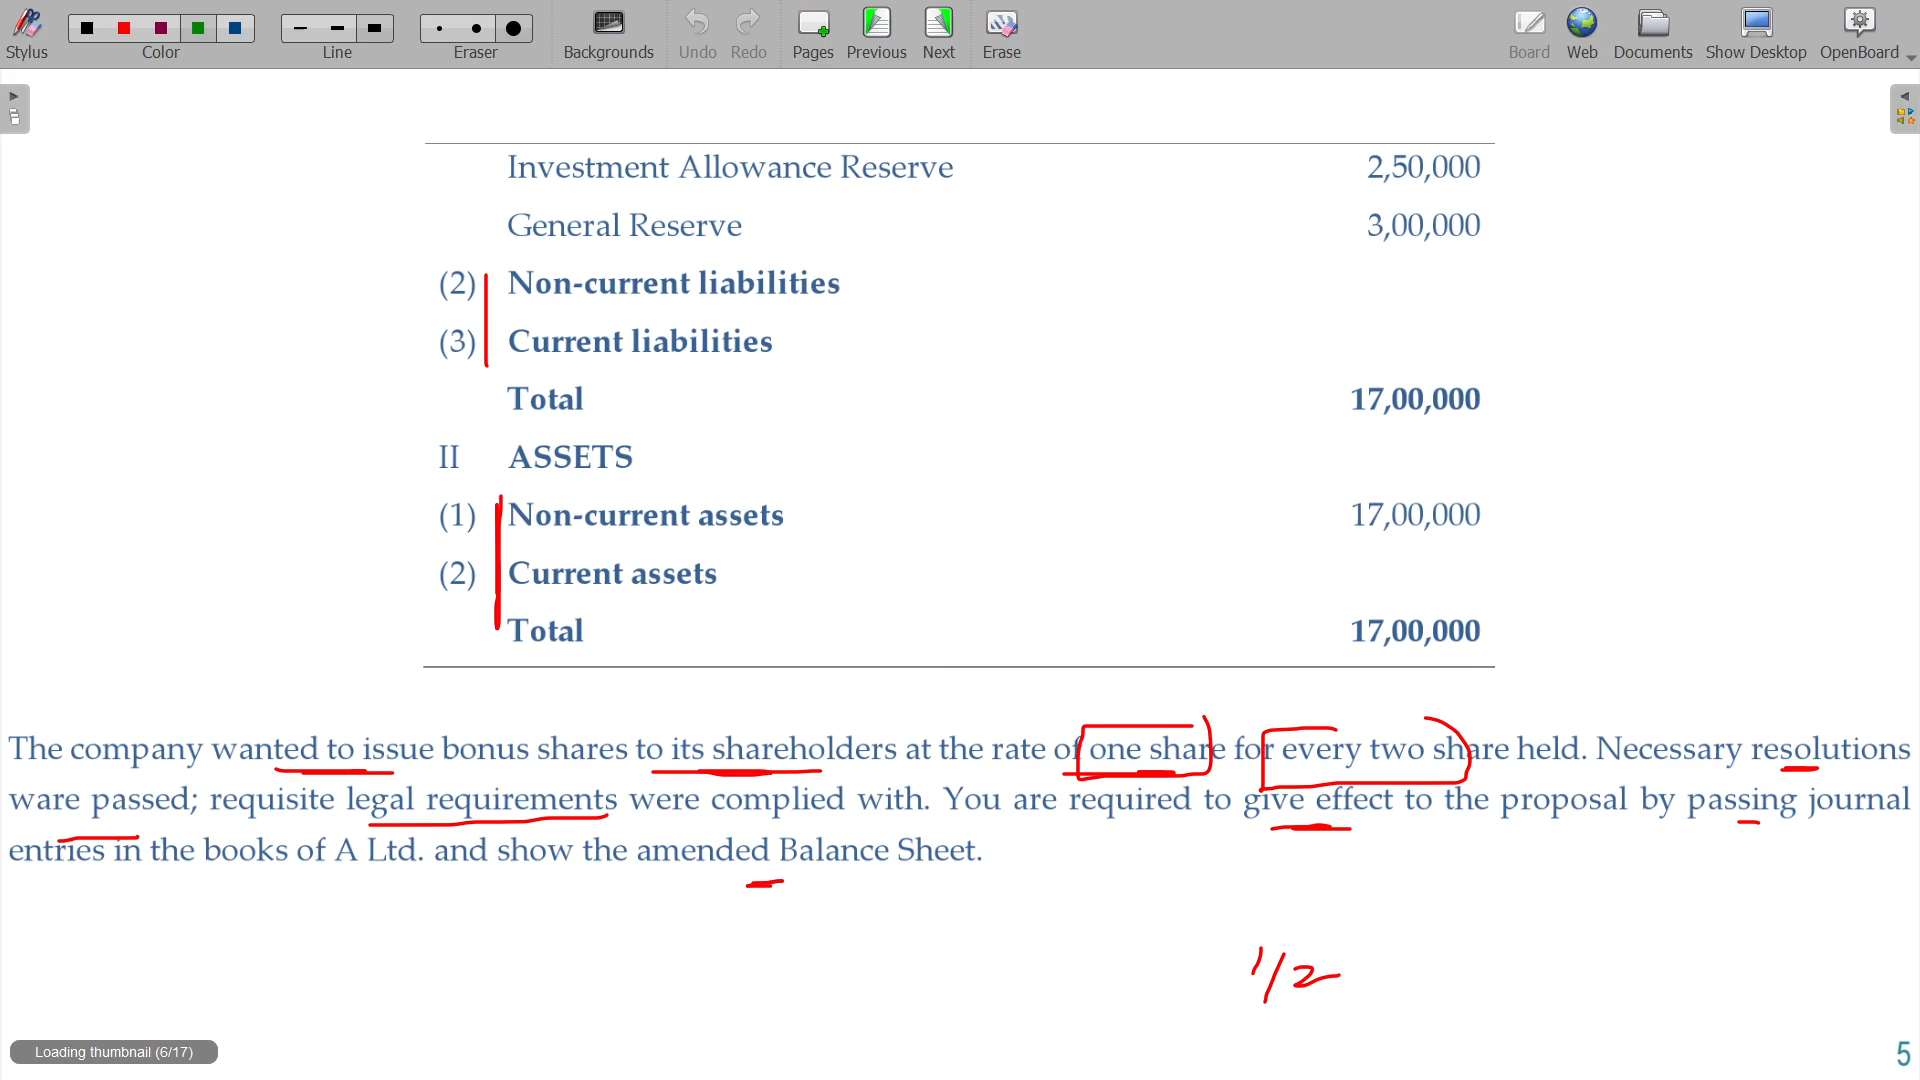 Stylus Color Line Eraser Backgrounds Undo Redo Pages Previous Next Erase Board Web Documents Show Desktop OpenBoard
Investment Allowance Reserve 2,50,000
General Reserve 3,00,000
(2) Non-current liabilities
(3) Current liabilities
Total 17,00,000
II ASSETS
(1) Non-current assets 17,00,000
(2) Current assets
Total 17,00,000
The company wanted to issue bonus shares to its shareholders at the rate of one share for every two share held. Necessary resolutions
ware passed; requisite legal requirements were complied with. You are required to give effect to the proposal by passing journal
entries in the books of A Ltd. and show the amended Balance Sheet.
1/2
Loading thumbnail (6/17)
5